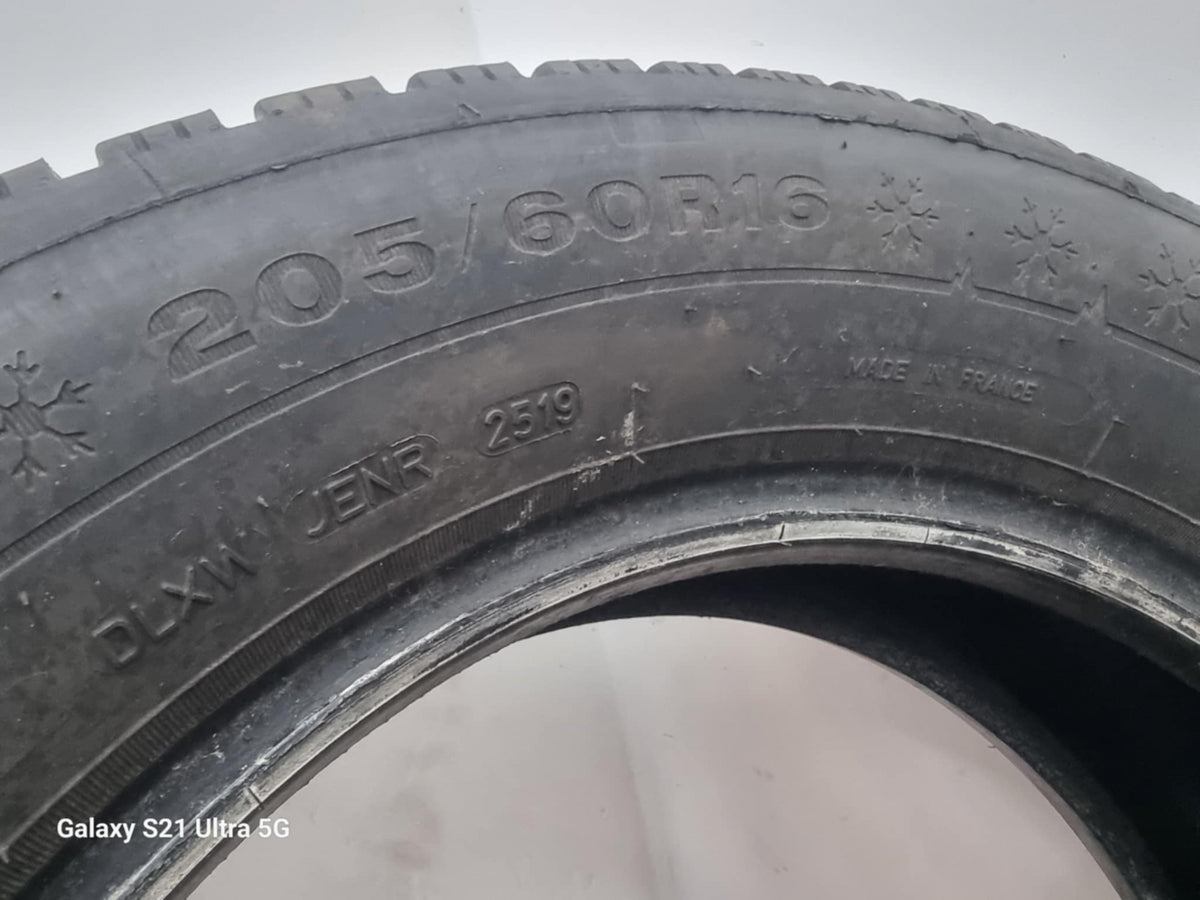 205/60R16
MADE IN FRANCE
DLXW JENR 2519
Galaxy S21 Ultra 5G